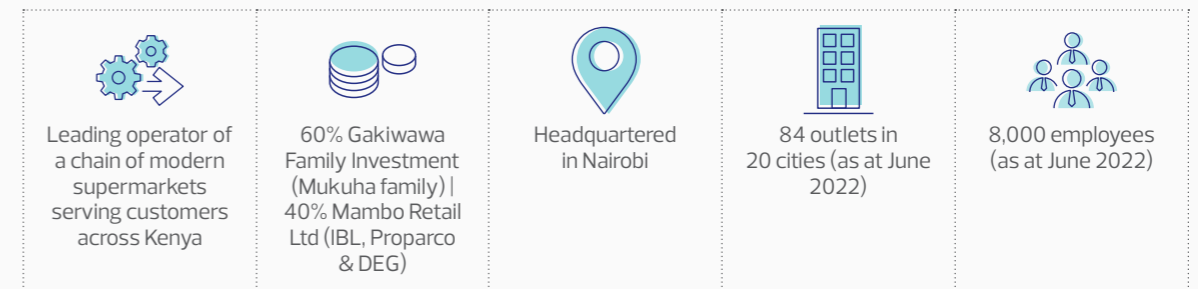 Leading operator of
a chain of modern
supermarkets
serving customers
across Kenya
60% Gakiwawa
Family Investment
(Mukuha family) |
40% Mambo Retail
Ltd (IBL, Proparco
& DEG)
Headquartered
in Nairobi
84 outlets in
20 cities (as at June
2022)
8,000 employees
(as at June 2022)